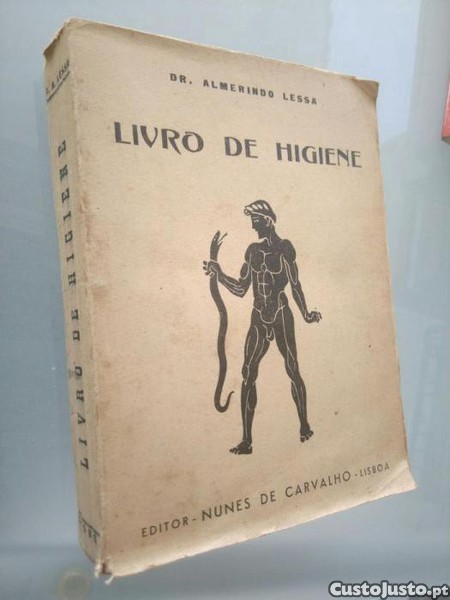 DR. ALMERINDO LESSA
LIVRO DE HIGIENE
EDITOR - NUNES DE CARVALHO - LISBOA
LIVRO DE HIGIENE
CustoJusto.pt